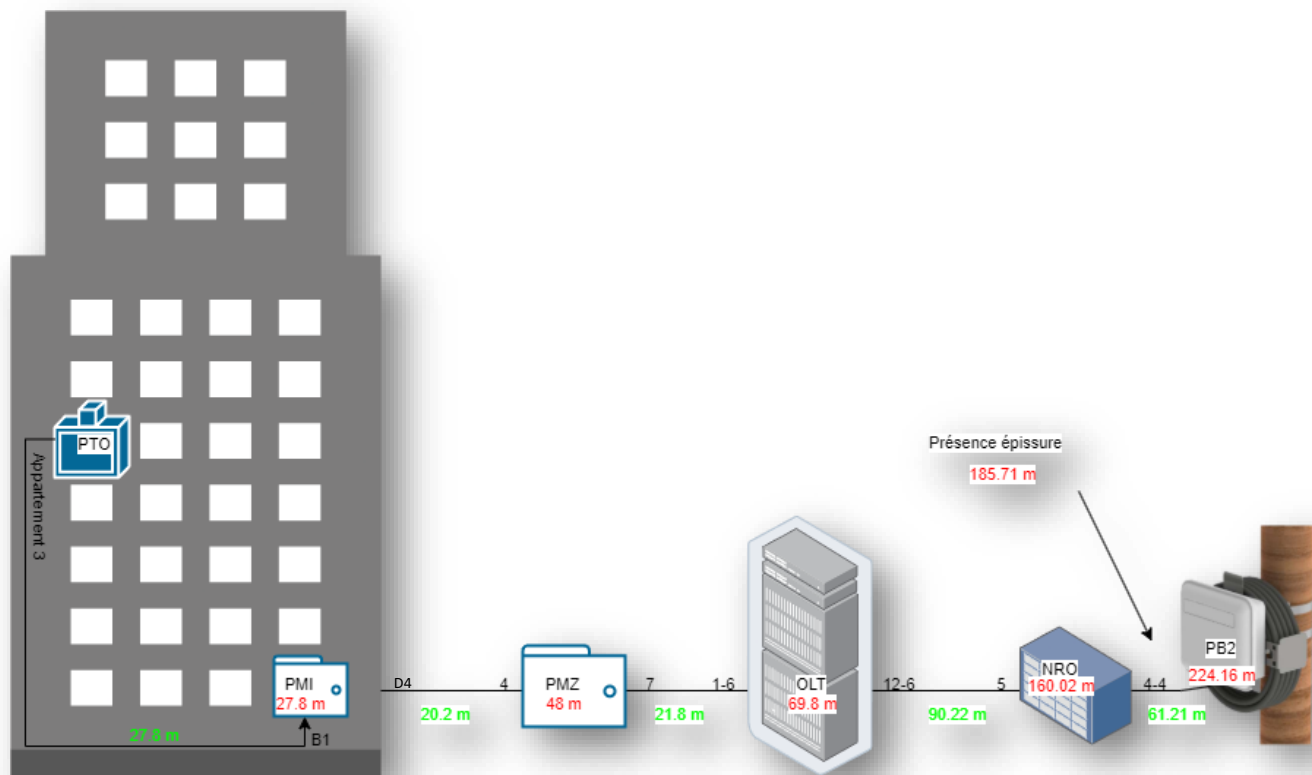 PTO
Appartement 3
27.8 m
B1
PMI
27.8 m
D4
20.2 m
4
PMZ
48 m
7
21.8 m
1-6
OLT
69.8 m
12-6
90.22 m
5
NRO
160.02 m
Présence épissure
185.71 m
4-4
61.21 m
PB2
224.16 m